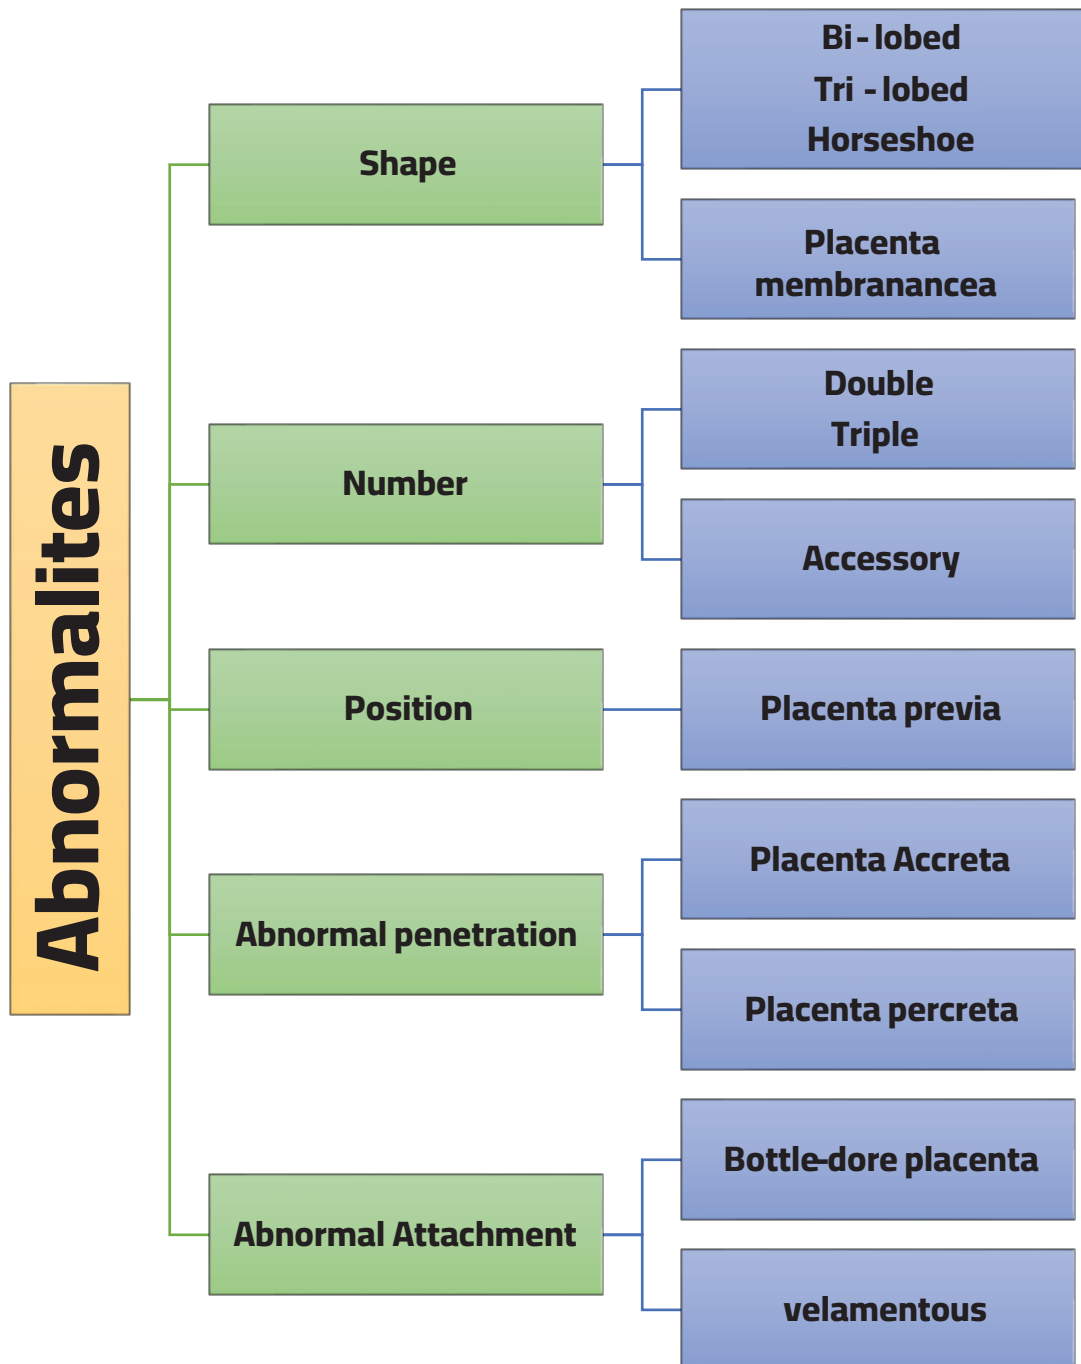 Abnormalites
Shape
Bi-lobed
Tri-lobed
Horseshoe
Placenta
membranancea
Number
Double
Triple
Accessory
Position
Placenta previa
Abnormal penetration
Placenta Accreta
Placenta percreta
Abnormal Attachment
Bottle-dore placenta
velamentous